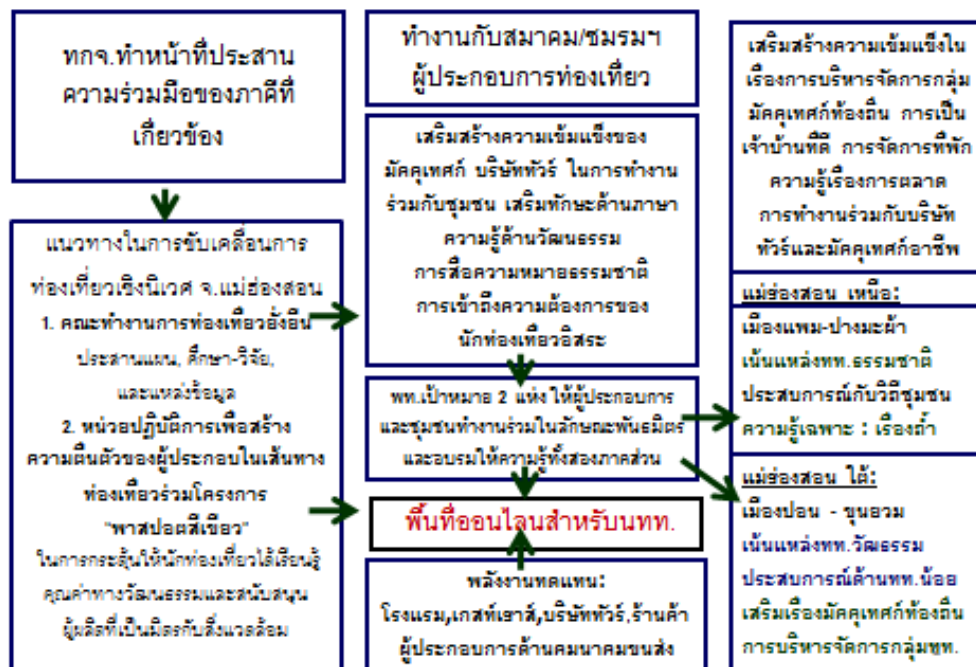 ทกจ.ทำหน้าที่ประสาน
ความร่วมมือของภาคีที่
เกี่ยวข้อง
แนวทางในการขับเคลื่อนการ
ท่องเที่ยวเชิงนิเวศ จ.แม่ฮ่องสอน
1. คณะทำงานการท่องเที่ยวยั่งยืน
ประสานแผน, ศึกษา-วิจัย,
และแหล่งข้อมูล
2. หน่วยปฏิบัติการเพื่อสร้าง
ความตื่นตัวของผู้ประกอบในเส้นทาง
ท่องเที่ยวร่วมโครงการ
"พาสปอตสีเขียว"
ในการกระตุ้นให้นักท่องเที่ยวได้เรียนรู้
คุณค่าทางวัฒนธรรมและสนับสนุน
ผู้ผลิตที่เป็นมิตรกับสิ่งแวดล้อม
ทำงานกับสมาคม/ชมรมฯ
ผู้ประกอบการท่องเที่ยว
เสริมสร้างความเข้มแข็งของ
มัคคุเทศก์ บริษัททัวร์ ในการทำงาน
ร่วมกับชุมชน เสริมทักษะด้านภาษา
ความรู้ด้านวัฒนธรรม
การสื่อความหมายธรรมชาติ
การเข้าถึงความต้องการของ
นักท่องเที่ยวอิสระ
พท.เป้าหมาย 2 แห่ง ให้ผู้ประกอบการ
และชุมชนทำงานร่วมในลักษณะพันธมิตร
และอบรมให้ความรู้ทั้งสองภาคส่วน
พื้นที่ออนไลนสำหรับนทท.
พลังงานทดแทน:
โรงแรม,เกสท์เฮาส์,บริษัททัวร์,ร้านค้า
ผู้ประกอบการด้านคมนาคมขนส่ง
เสริมสร้างความเข้มแข็งใน
เรื่องการบริหารจัดการกลุ่ม
มัคคุเทศก์ท้องถิ่น การเป็น
เจ้าบ้านที่ดี การจัดการที่พัก
ความรู้เรื่องการตลาด
การทำงานร่วมกับบริษัท
ทัวร์และมัคคุเทศก์อาชีพ
แม่ฮ่องสอน เหนือ:
เมืองแพม-ปางมะผ้า
เน้นแหล่งทท.ธรรมชาติ
ประสบการณ์กับวิถีชุมชน
ความรู้เฉพาะ : เรื่องถ้ำ
แม่ฮ่องสอน ใต้:
เมืองปอน - ขุนยวม
เน้นแหล่งทท.วัฒนธรรม
ประสบการณ์ด้านทท.น้อย
เสริมเรื่องมัคคุเทศก์ท้องถิ่น
การบริหารจัดการกลุ่มทท.